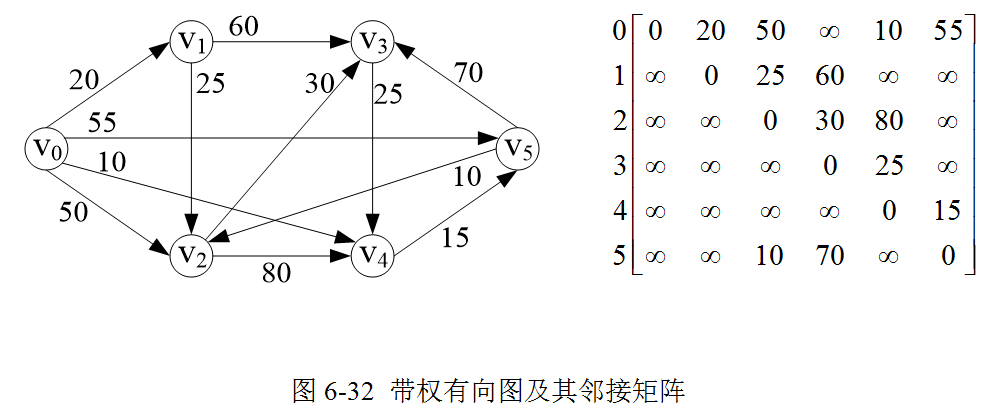 60
V1
V3
20
25
30
25
70
55
V0
V5
10
10
50
15
V2
V4
80
0 0 20 50 ∞ 10 55
1 ∞ 0 25 60 ∞ ∞
2 ∞ ∞ 0 30 80 ∞
3 ∞ ∞ ∞ 0 25 ∞
4 ∞ ∞ ∞ ∞ 0 15
5 ∞ ∞ 10 70 ∞ 0
图 6-32 带权有向图及其邻接矩阵